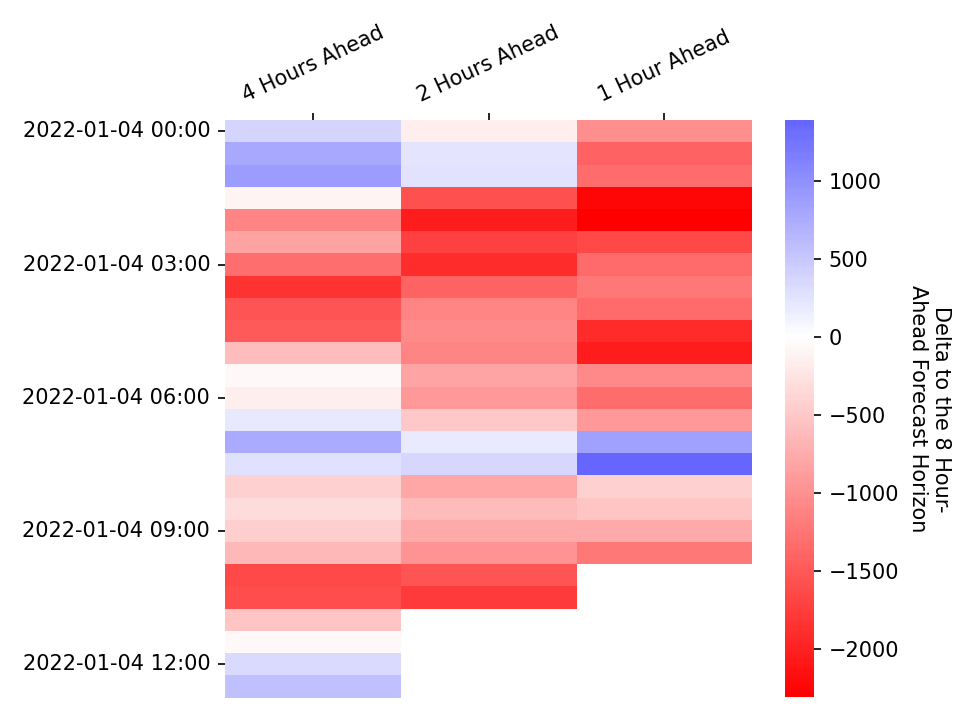 4 Hours Ahead
2 Hours Ahead
1 Hour Ahead
2022-01-04 00:00
2022-01-04 03:00
2022-01-04 06:00
2022-01-04 09:00
2022-01-04 12:00
1000
500
0
−500
−1000
−1500
−2000
Delta to the 8 Hour-
Ahead Forecast Horizon